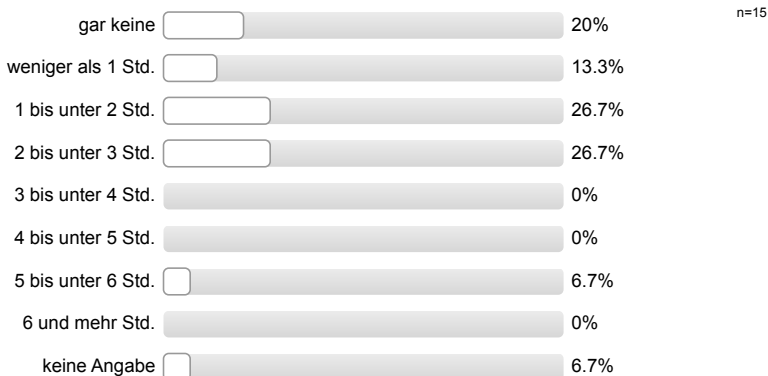 n=15
gar keine 20%
weniger als 1 Std. 13.3%
1 bis unter 2 Std. 26.7%
2 bis unter 3 Std. 26.7%
3 bis unter 4 Std. 0%
4 bis unter 5 Std. 0%
5 bis unter 6 Std. 6.7%
6 und mehr Std. 0%
keine Angabe 6.7%